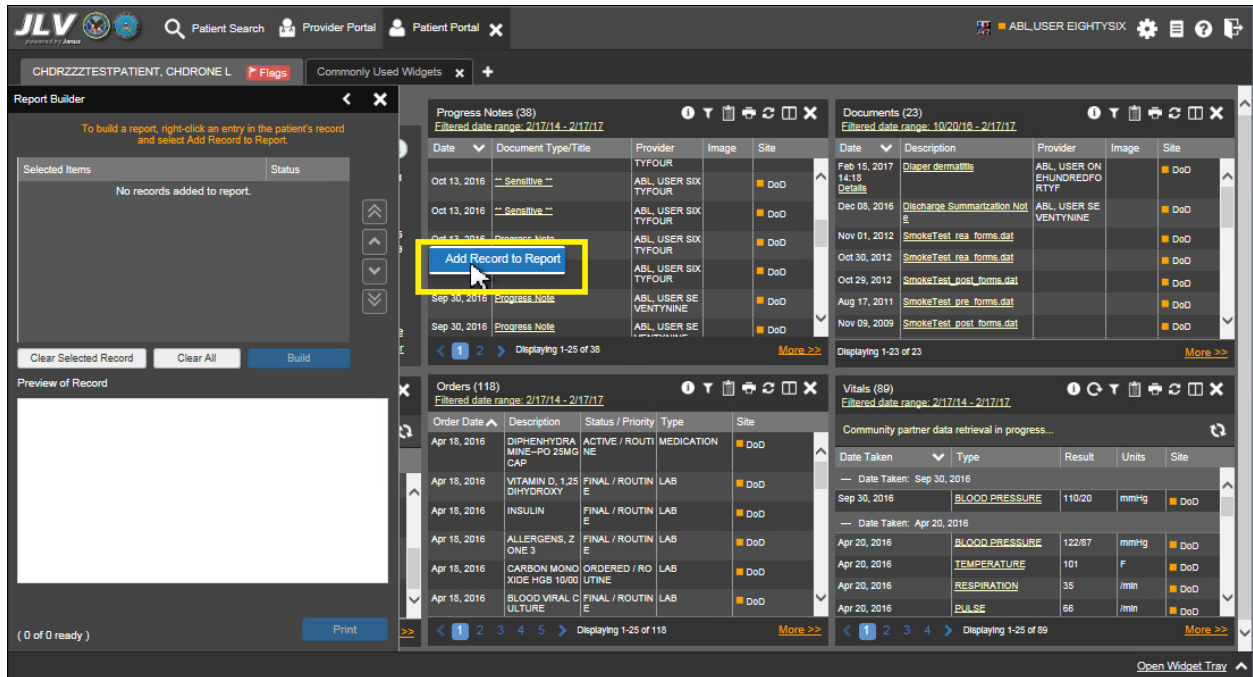 JLV
powered by Janus
Patient Search
Provider Portal
Patient Portal
ABL,USER EIGHTYSIX
CHDRZZZTESTPATIENT, CHDRONE L
Flags
Commonly Used Widgets
Report Builder
To build a report, right-click an entry in the patient's record
and select Add Record to Report.
Selected Items Status
No records added to report.
Clear Selected Record Clear All Build
Preview of Record
( 0 of 0 ready )
Print
>>
Progress Notes (38)
Filtered date range: 2/17/14 - 2/17/17
Date Document Type/Title Provider Image Site
TYFOUR
Oct 13, 2016 ** Sensitive ** ABL, USER SIX DoD
TYFOUR
Oct 13, 2016 ** Sensitive ** ABL, USER SIX DoD
TYFOUR
Oct 13, 2016 Progress Note ABL, USER SIX DoD
TYFOUR
Add Record to Report
ABL, USER SIX DoD
TYFOUR
Sep 30, 2016 Progress Note ABL, USER SE DoD
VENTYNINE
Sep 30, 2016 Progress Note ABL, USER SE DoD
1 2 Displaying 1-25 of 38 More >>
Documents (23)
Filtered date range: 10/20/16 - 2/17/17
Date Description Provider Image Site
Feb 15, 2017 Diaper dermatitis ABL, USER ON DoD
14:18 EHUNDREDFO
Details RTYF
Dec 08, 2016 Discharge Summarization Not ABL, USER SE DoD
e VENTYNINE
Nov 01, 2012 SmokeTest_rea_forms.dat DoD
Oct 30, 2012 SmokeTest_rea_forms.dat DoD
Oct 29, 2012 SmokeTest_post_forms.dat DoD
Aug 17, 2011 SmokeTest_pre_forms.dat DoD
Nov 09, 2009 SmokeTest_post_forms.dat DoD
Displaying 1-23 of 23 More >>
Orders (118)
Filtered date range: 2/17/14 - 2/17/17
Order Date Description Status / Priority Type Site
Apr 18, 2016 DIPHENHYDRA ACTIVE / ROUTI MEDICATION DoD
MINE--PO 25MG NE
CAP
Apr 18, 2016 VITAMIN D, 1,25 FINAL / ROUTIN LAB DoD
DIHYDROXY E
Apr 18, 2016 INSULIN FINAL / ROUTIN LAB DoD
E
Apr 18, 2016 ALLERGENS, Z FINAL / ROUTIN LAB DoD
ONE 3 E
Apr 18, 2016 CARBON MONO ORDERED / RO LAB DoD
XIDE HGB 10/00 UTINE
Apr 18, 2016 BLOOD VIRAL C FINAL / ROUTIN LAB DoD
ULTURE E
1 2 3 4 5 Displaying 1-25 of 118 More >>
Vitals (89)
Filtered date range: 2/17/14 - 2/17/17
Community partner data retrieval in progress...
Date Taken Type Result Units Site
— Date Taken: Sep 30, 2016
Sep 30, 2016 BLOOD PRESSURE 110/20 mmHg DoD
— Date Taken: Apr 20, 2016
Apr 20, 2016 BLOOD PRESSURE 122/87 mmHg DoD
Apr 20, 2016 TEMPERATURE 101 F DoD
Apr 20, 2016 RESPIRATION 35 /min DoD
Apr 20, 2016 PULSE 66 /min DoD
1 2 3 4 Displaying 1-25 of 89 More >>
Open Widget Tray